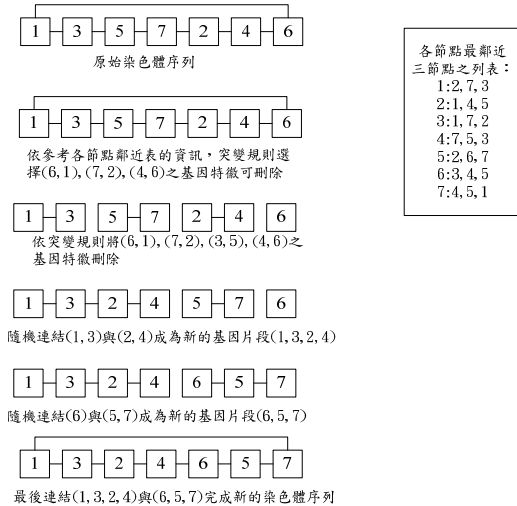 1 3 5 7 2 4 6
原始染色體序列
1 3 5 7 2 4 6
依參考各節點鄰近表的資訊，突變規則選
擇(6,1),(7,2),(4,6)之基因特徵可刪除
1 3 5 7 2 4 6
依突變規則將(6,1),(7,2),(3,5),(4,6)之
基因特徵刪除
1 3 2 4 5 7 6
隨機連結(1,3)與(2,4)成為新的基因片段(1,3,2,4)
1 3 2 4 6 5 7
隨機連結(6)與(5,7)成為新的基因片段(6,5,7)
1 3 2 4 6 5 7
最後連結(1,3,2,4)與(6,5,7)完成新的染色體序列
各節點最鄰近
三節點之列表：
1:2,7,3
2:1,4,5
3:1,7,2
4:7,5,3
5:2,6,7
6:3,4,5
7:4,5,1